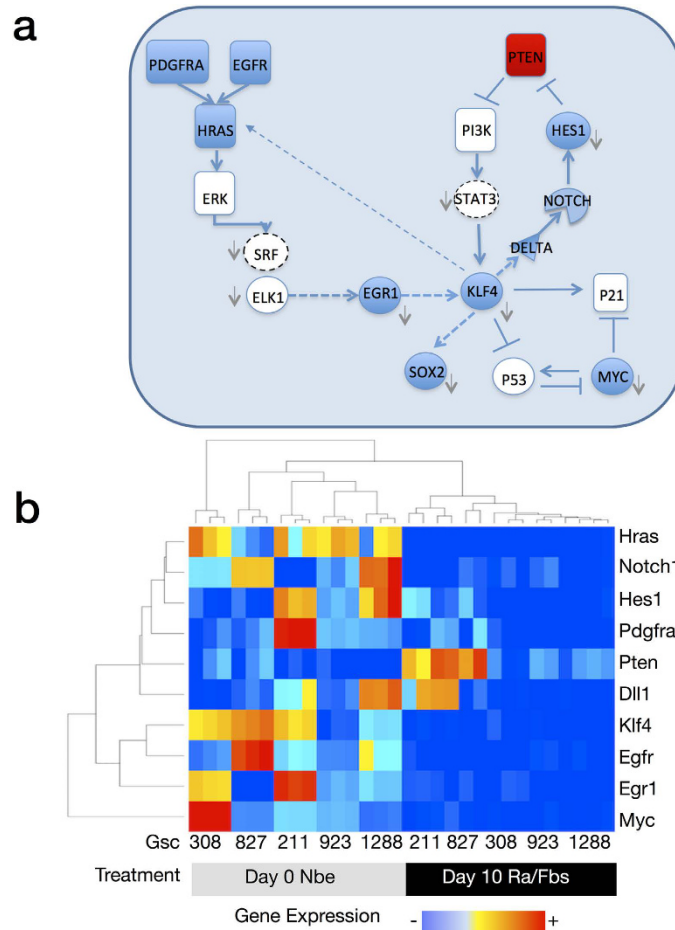 a
PDGFRA EGFR PTEN
HRAS PI3K HES1
ERK STAT3 NOTCH
SRF DELTA
ELK1 EGR1 KLF4 P21
SOX2 P53 MYC
b
Hras
Notch1
Hes1
Pdgfra
Pten
Dll1
Klf4
Egfr
Egr1
Myc
Gsc 308 827 211 923 1288 211 827 308 923 1288
Treatment Day 0 Nbe Day 10 Ra/Fbs
Gene Expression - +